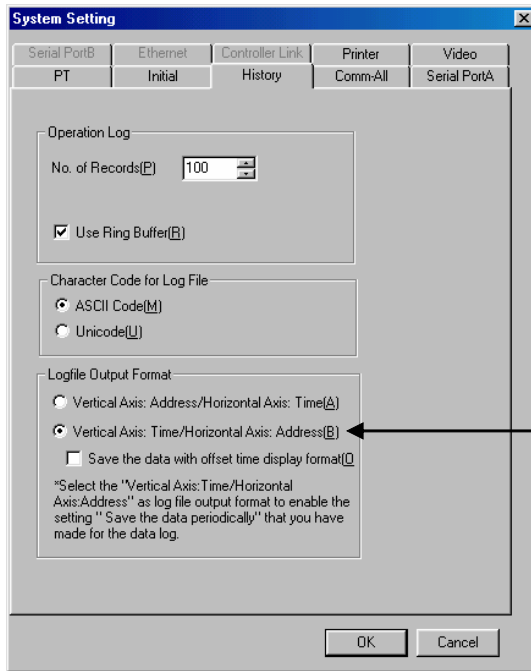 System Setting
Serial PortB Ethernet Controller Link Printer Video
PT Initial History Comm-All Serial PortA
Operation Log
No. of Records(P) 100
Use Ring Buffer(R)
Character Code for Log File
ASCII Code(M)
Unicode(U)
Logfile Output Format
Vertical Axis: Address/Horizontal Axis: Time(A)
Vertical Axis: Time/Horizontal Axis: Address(B)
Save the data with offset time display format(O
*Select the "Vertical Axis:Time/Horizontal
Axis:Address" as log file output format to enable the
setting " Save the data periodically" that you have
made for the data log.
OK Cancel